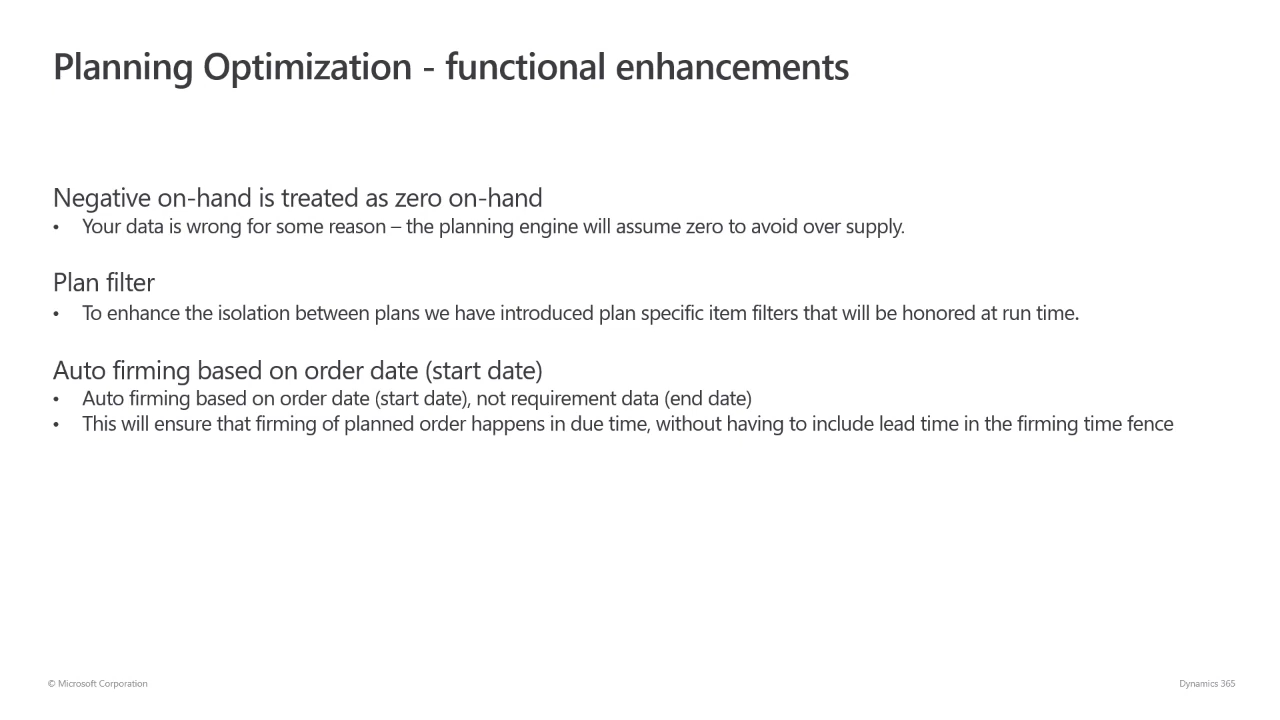 Planning Optimization - functional enhancements
Negative on-hand is treated as zero on-hand
• Your data is wrong for some reason – the planning engine will assume zero to avoid over supply.
Plan filter
• To enhance the isolation between plans we have introduced plan specific item filters that will be honored at run time.
Auto firming based on order date (start date)
• Auto firming based on order date (start date), not requirement data (end date)
• This will ensure that firming of planned order happens in due time, without having to include lead time in the firming time fence
© Microsoft Corporation
Dynamics 365